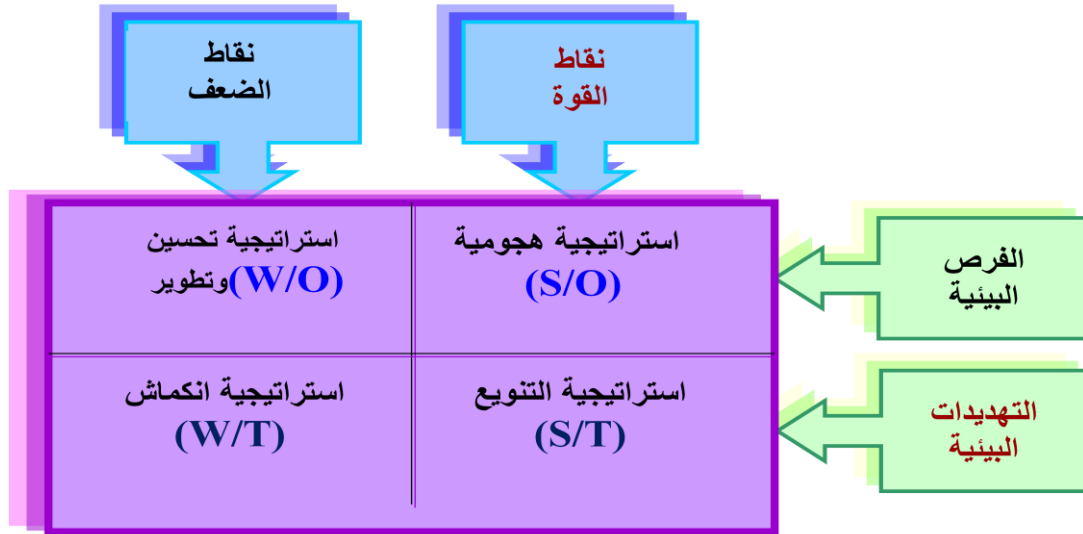 نقاط
القوة
نقاط
الضعف
الفرص
البيئية
استراتيجية هجومية
(S/O)
استراتيجية تحسين
وتطوير(W/O)
التهديدات
البيئية
استراتيجية التنويع
(S/T)
استراتيجية انكماش
(W/T)